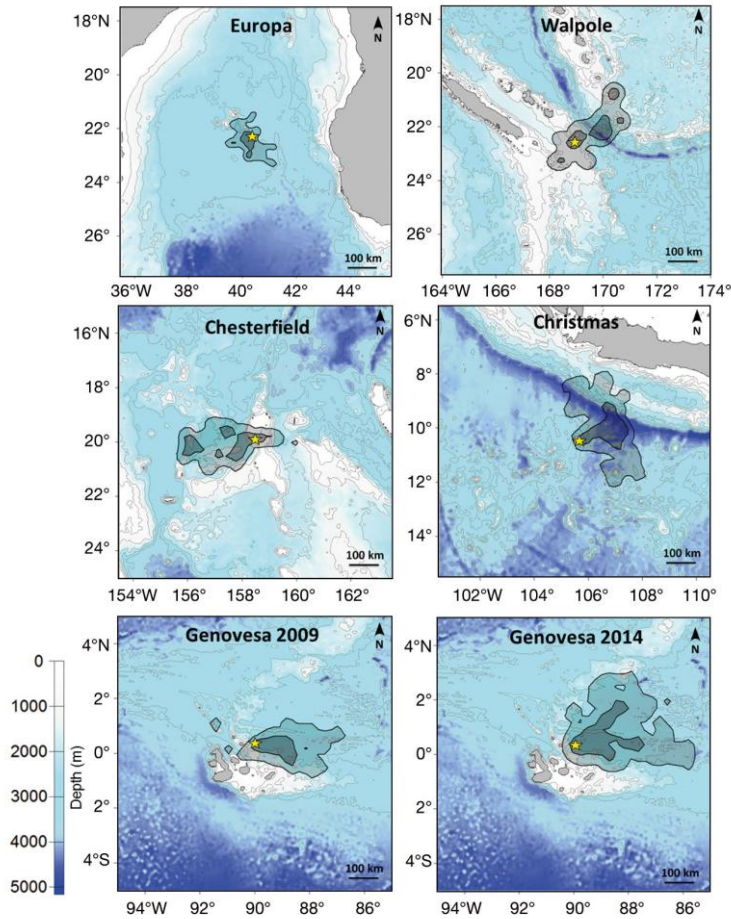 Europa
N
18°N
20°
22°
24°
26°
100 km
36°W
38°
40°
42°
44°
Walpole
N
18°N
20°
22°
24°
26°
100 km
164°W
166°
168°
170°
172°
174°
Chesterfield
N
16°N
18°
20°
22°
24°
100 km
154°W
156°
158°
160°
162°
Christmas
N
6°N
8°
10°
12°
14°
100 km
102°W
104°
106°
108°
110°
Genovesa 2009
N
4°N
2°
0°
2°
4°S
100 km
94°W
92°
90°
88°
86°
Genovesa 2014
N
4°N
2°
0°
2°
4°S
100 km
94°W
92°
90°
88°
86°
0
1000
2000
3000
4000
5000
Depth (m)